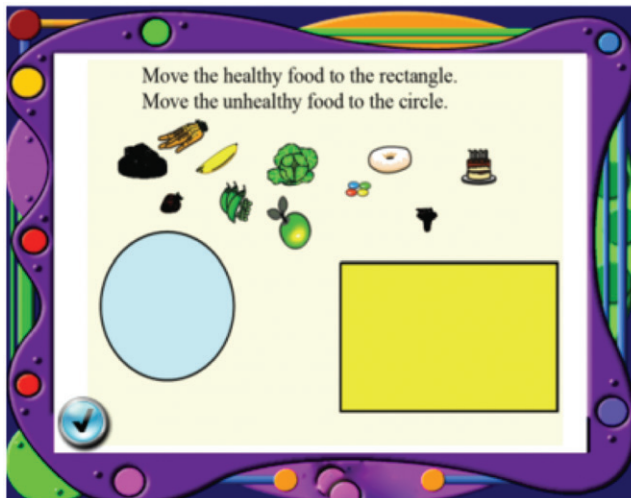 Move the healthy food to the rectangle.
Move the unhealthy food to the circle.